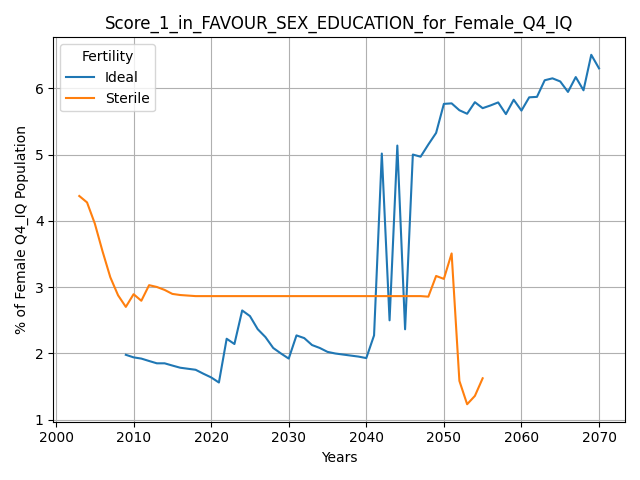 Score_1_in_FAVOUR_SEX_EDUCATION_for_Female_Q4_IQ
Fertility
Ideal
Sterile
% of Female Q4_IQ Population
6
5
4
3
2
1
2000 2010 2020 2030 2040 2050 2060 2070
Years